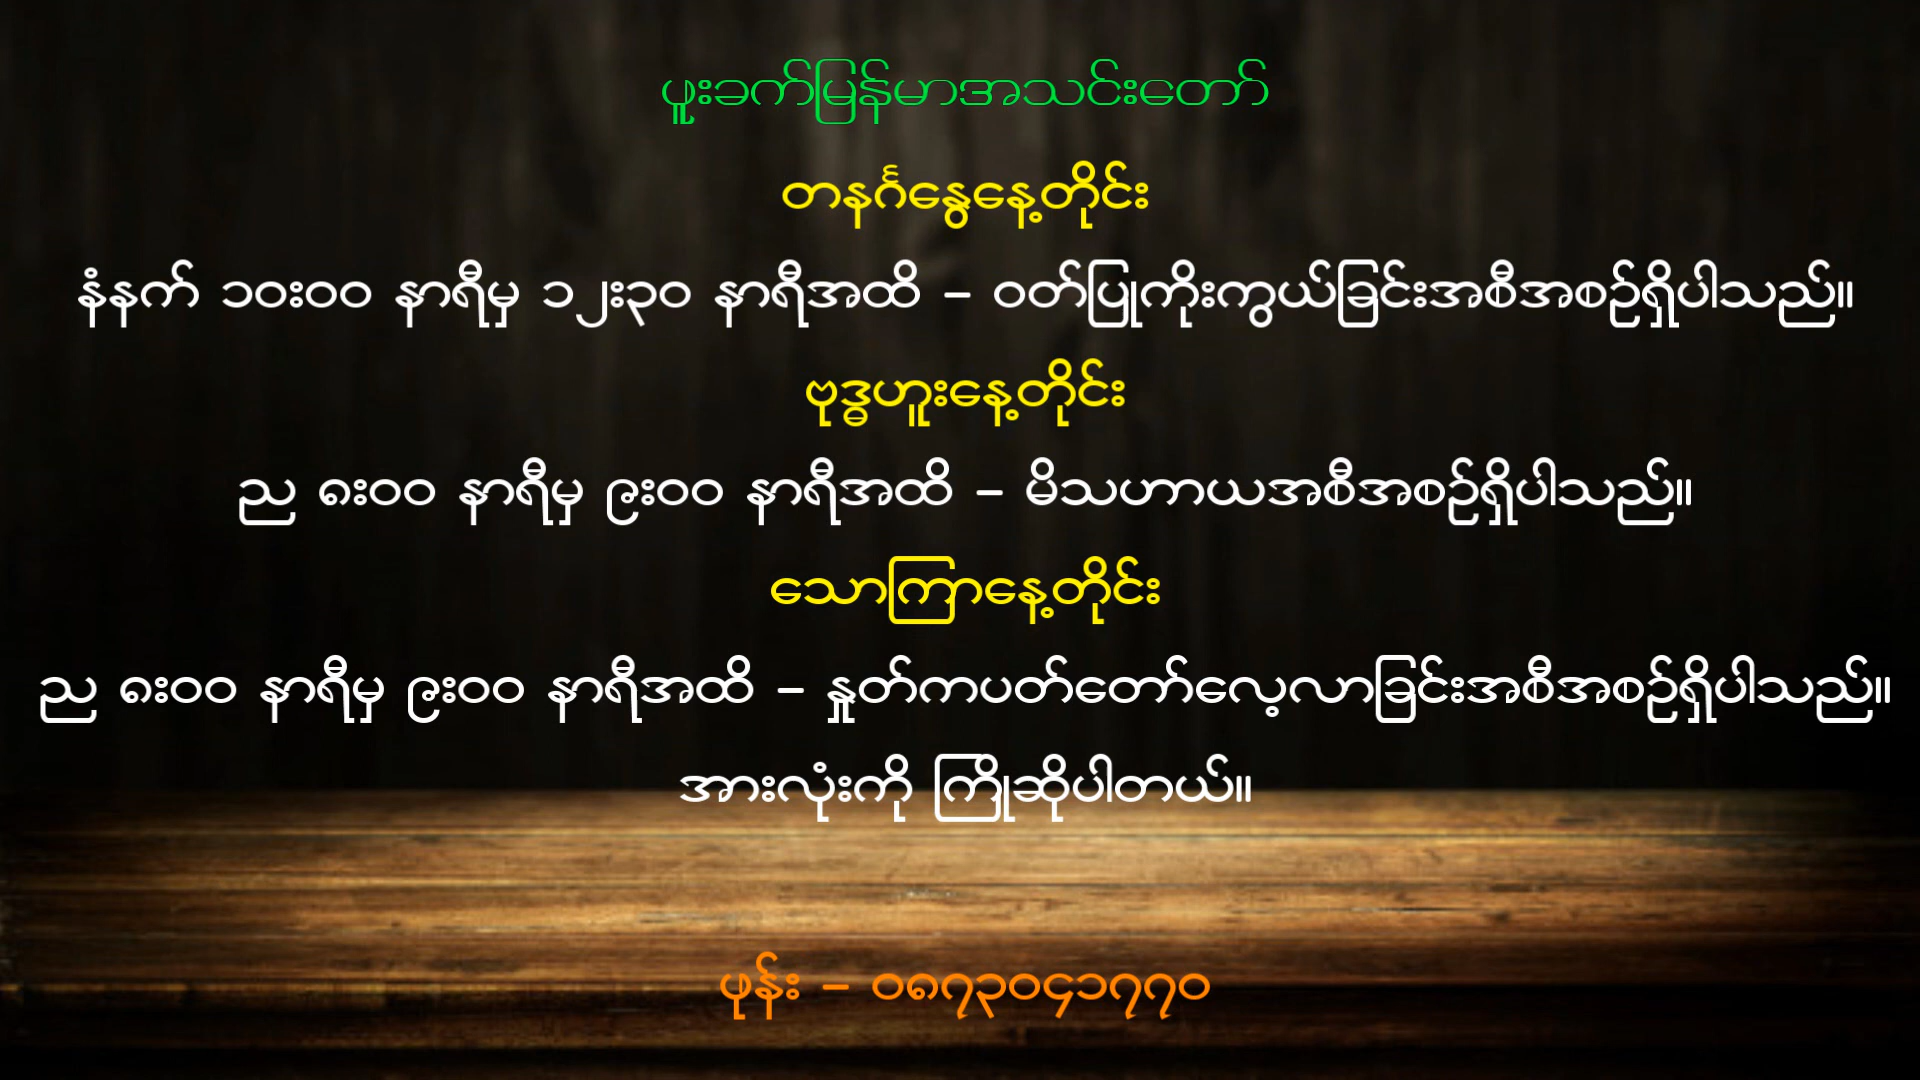 ဖူးခက်မြန်မာအသင်းတော်
တနင်္ဂနွေနေ့တိုင်း
နံနက် ၁၀း၀၀ နာရီမှ ၁၂း၃၀ နာရီအထိ – ဝတ်ပြုကိုးကွယ်ခြင်းအစီအစဉ်ရှိပါသည်။
ဗုဒ္ဓဟူးနေ့တိုင်း
ည ၈း၀၀ နာရီမှ ၉း၀၀ နာရီအထိ – မိသဟာယအစီအစဉ်ရှိပါသည်။
သောကြာနေ့တိုင်း
ည ၈း၀၀ နာရီမှ ၉း၀၀ နာရီအထိ – နှုတ်ကပတ်တော်လေ့လာခြင်းအစီအစဉ်ရှိပါသည်။
အားလုံးကို ကြိုဆိုပါတယ်။
ဖုန်း – ၀၈၇၃၀၄၁၇၇၀